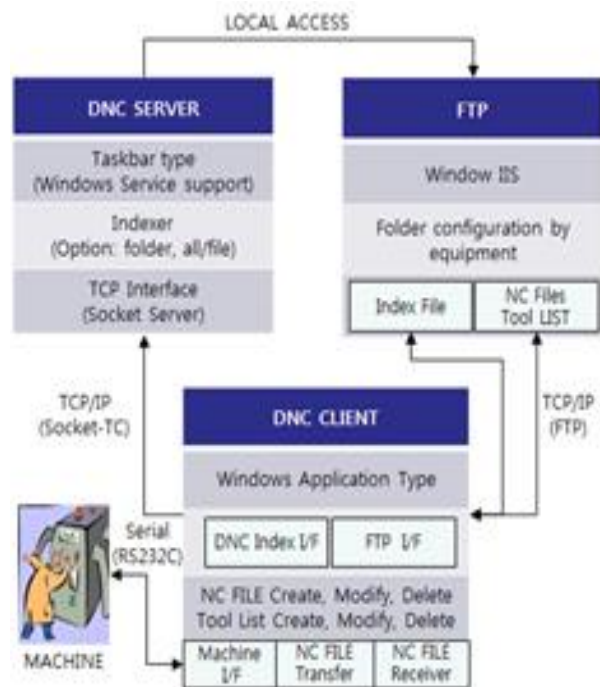 LOCAL ACCESS
DNC SERVER
Taskbar type
(Windows Service support)
Indexer
(Option: folder, all/file)
TCP Interface
(Socket Server)
FTP
Window IIS
Folder configuration by
equipment
Index File
NC Files
Tool LIST
TCP/IP
(Socket-TC)
TCP/IP
(FTP)
DNC CLIENT
Windows Application Type
DNC Index I/F
FTP I/F
NC FILE Create, Modify, Delete
Tool List Create, Modify, Delete
Machine
I/F
NC FILE
Transfer
NC FILE
Receiver
Serial
(RS232C)
MACHINE